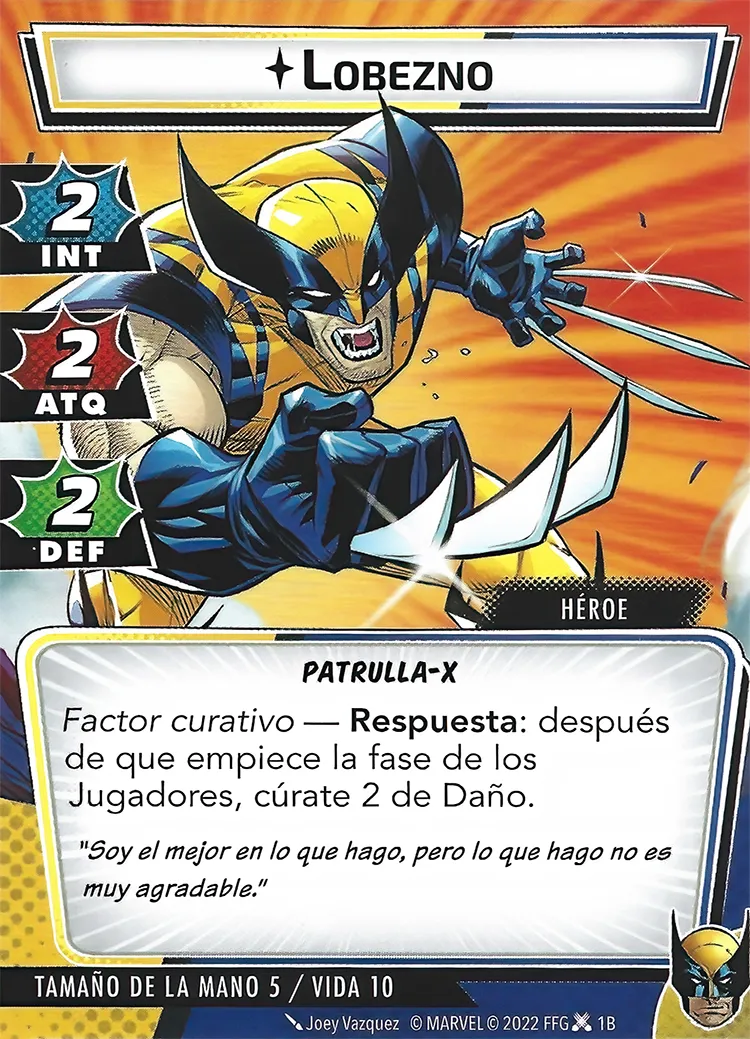 LOBEZNO
2
INT
2
ATQ
2
DEF
HÉROE
PATRULLA-X
Factor curativo — Respuesta: después
de que empiece la fase de los
Jugadores, cúrate 2 de Daño.
"Soy el mejor en lo que hago, pero lo que hago no es
muy agradable."
TAMAÑO DE LA MANO 5 / VIDA 10
Joey Vazquez © MARVEL © 2022 FFG 1B